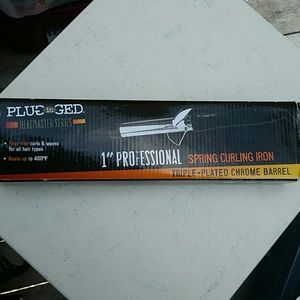 PLUGGED
in
HEATMASTER SERIES
• Frizz free curls & waves
for all hair types
• Heats up to 400°F
1" PROFESSIONAL SPRING CURLING IRON
TRIPLE-PLATED CHROME BARREL